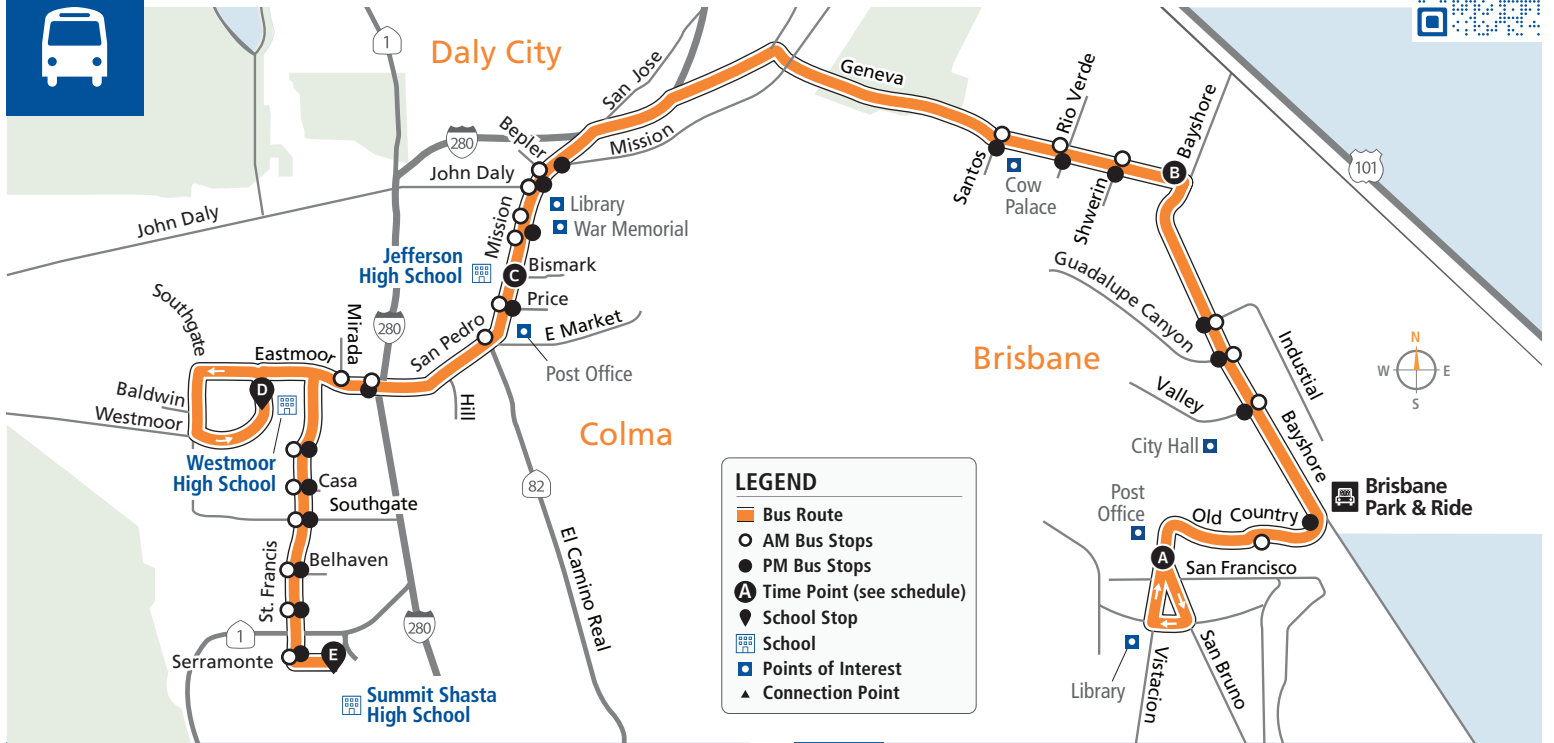 Daly City
1
San Jose
Geneva
Rio Verde
Bayshore
Bepler
280
Mission
John Daly
Santos
B
101
Cow
Palace
Shwerin
Library
War Memorial
Mission
John Daly
Jefferson
High School
C
Bismark
Guadalupe Canyon
Price
Southgate
Mirada
280
San Pedro
E Market
Industial
Brisbane
N
W
E
S
Eastmoor
Post Office
Baldwin
D
Westmoor
Hill
Valley
Colma
City Hall
Bayshore
Westmoor
High School
Casa
Southgate
82
LEGEND
Bus Route
AM Bus Stops
PM Bus Stops
A Time Point (see schedule)
School Stop
School
Points of Interest
Connection Point
Brisbane
Park & Ride
Post
Office
Old Country
A
San Francisco
St. Francis
Belhaven
El Camino Real
1
280
Serramonte
E
Summit Shasta
High School
Library
Vistacion
San Bruno